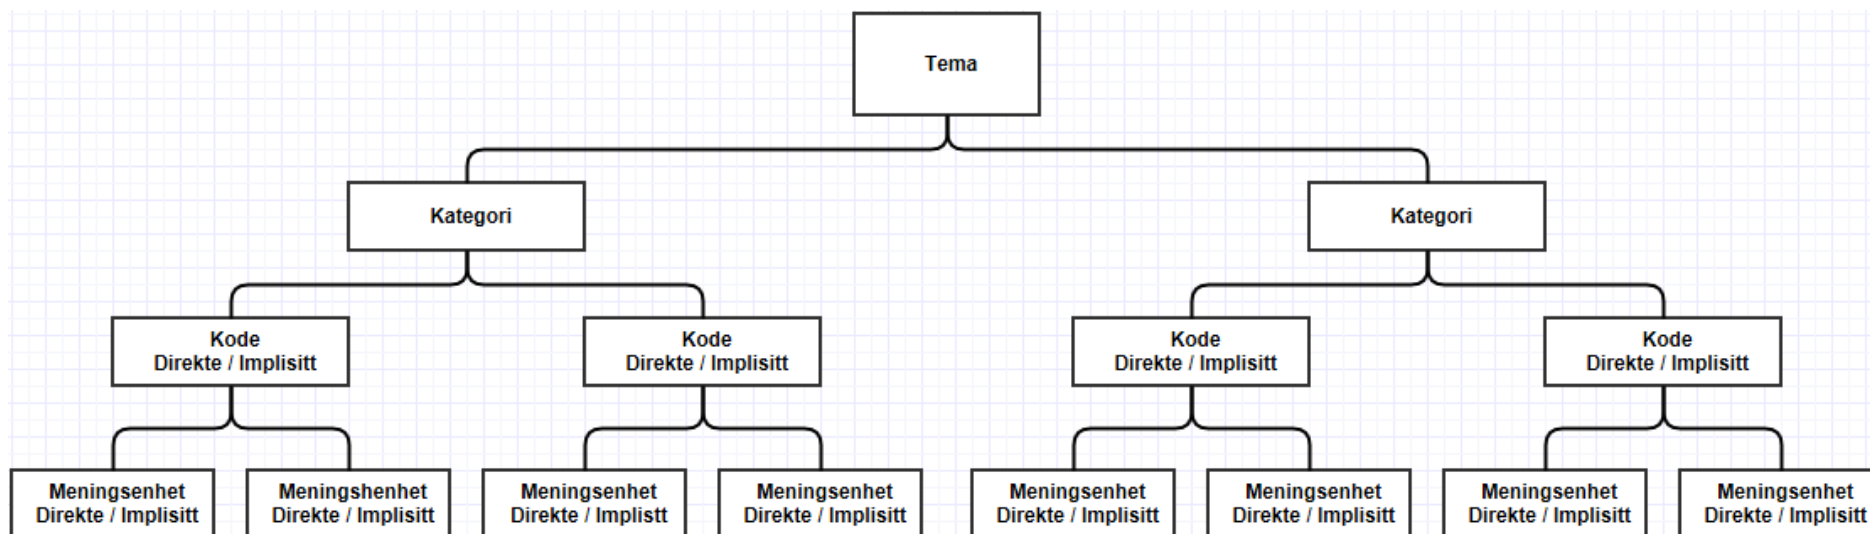 Tema
Kategori
Kategori
Kode
Direkte / Implisitt
Kode
Direkte / Implisitt
Kode
Direkte / Implisitt
Kode
Direkte / Implisitt
Meningsenhet
Direkte / Implisitt
Meningshenhet
Direkte / Implisitt
Meningsenhet
Direkte / Implistt
Meningsenhet
Direkte / Implisitt
Meningsenhet
Direkte / Implisitt
Meningsenhet
Direkte / Implisitt
Meningsenhet
Direkte / Implisitt
Meningsenhet
Direkte / Implisitt